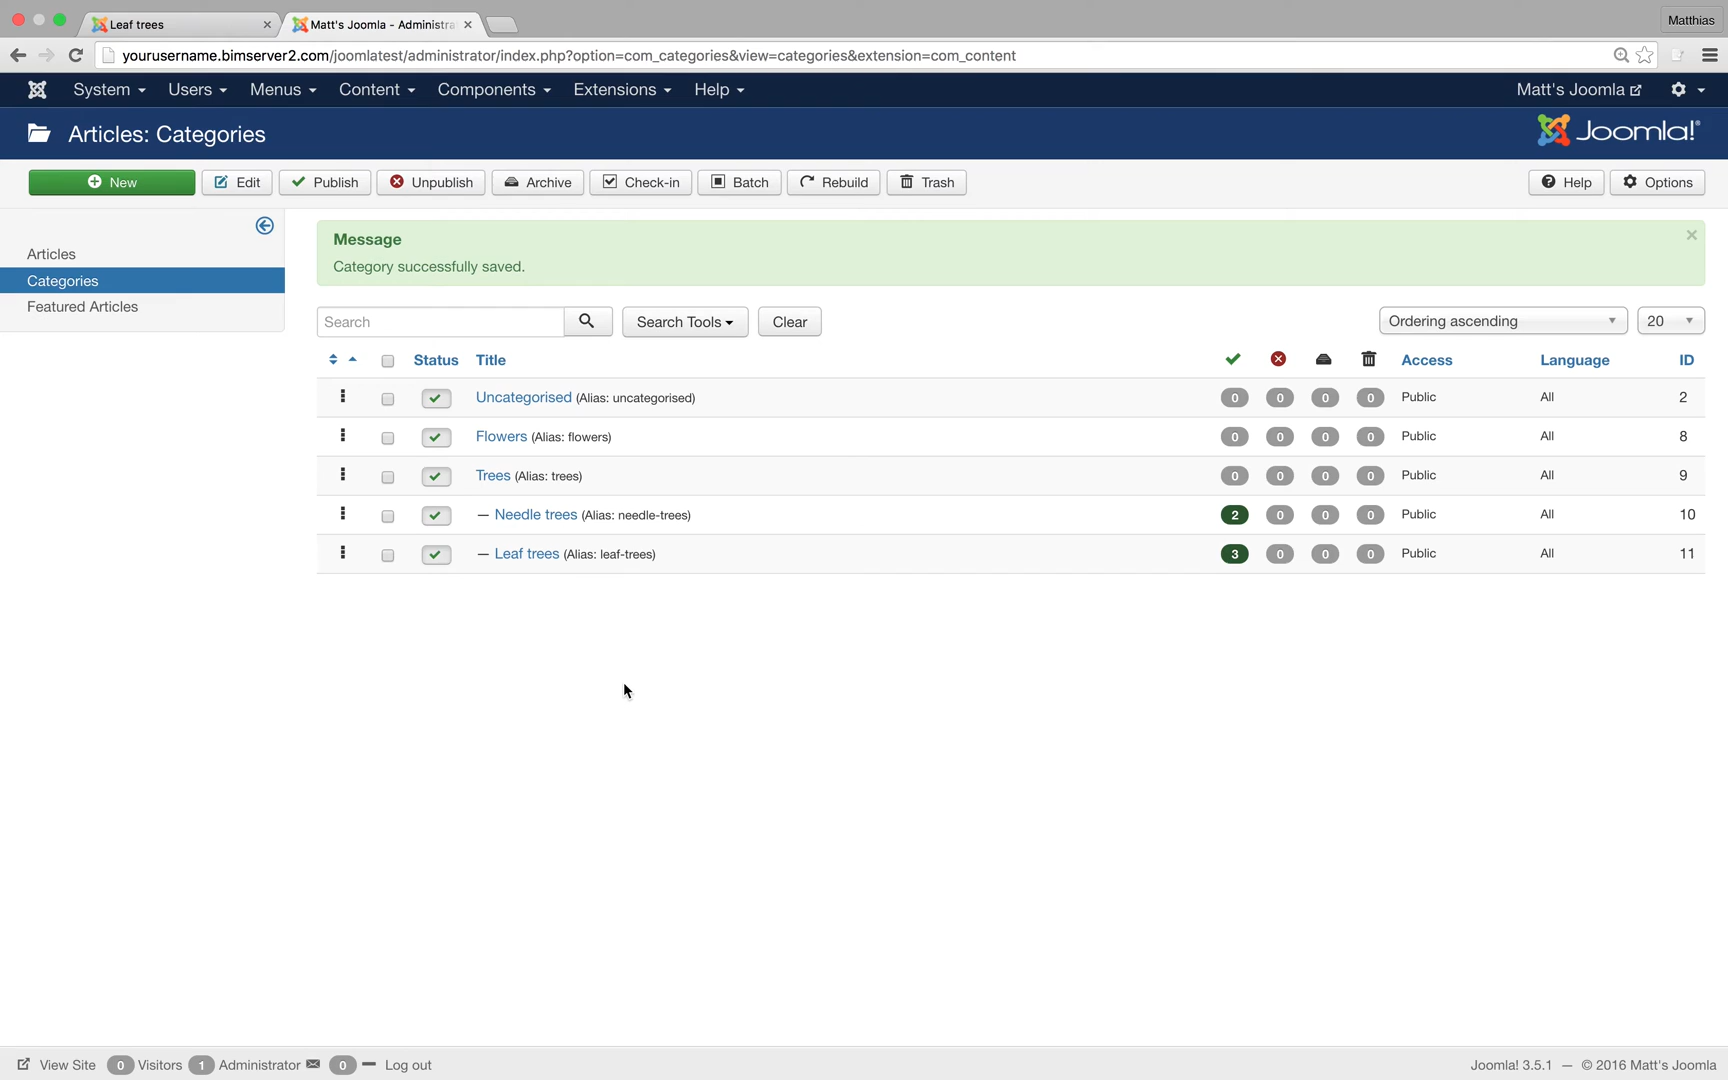 Leaf trees
Matt's Joomla - Administra
Matthias
yourusername.bimserver2.com/joomlatest/administrator/index.php?option=com_categories&view=categories&extension=com_content
System Users Menus Content Components Extensions Help Matt's Joomla
Articles: Categories
Joomla!®
New Edit Publish Unpublish Archive Check-in Batch Rebuild Trash Help Options
Articles
Categories
Featured Articles
Message
Category successfully saved.
Search Search Tools Clear Ordering ascending 20
Status Title Access Language ID
Uncategorised (Alias: uncategorised) 0 0 0 0 Public All 2
Flowers (Alias: flowers) 0 0 0 0 Public All 8
Trees (Alias: trees) 0 0 0 0 Public All 9
— Needle trees (Alias: needle-trees) 2 0 0 0 Public All 10
— Leaf trees (Alias: leaf-trees) 3 0 0 0 Public All 11
View Site 0 Visitors 1 Administrator 0 Log out
Joomla! 3.5.1 — © 2016 Matt's Joomla